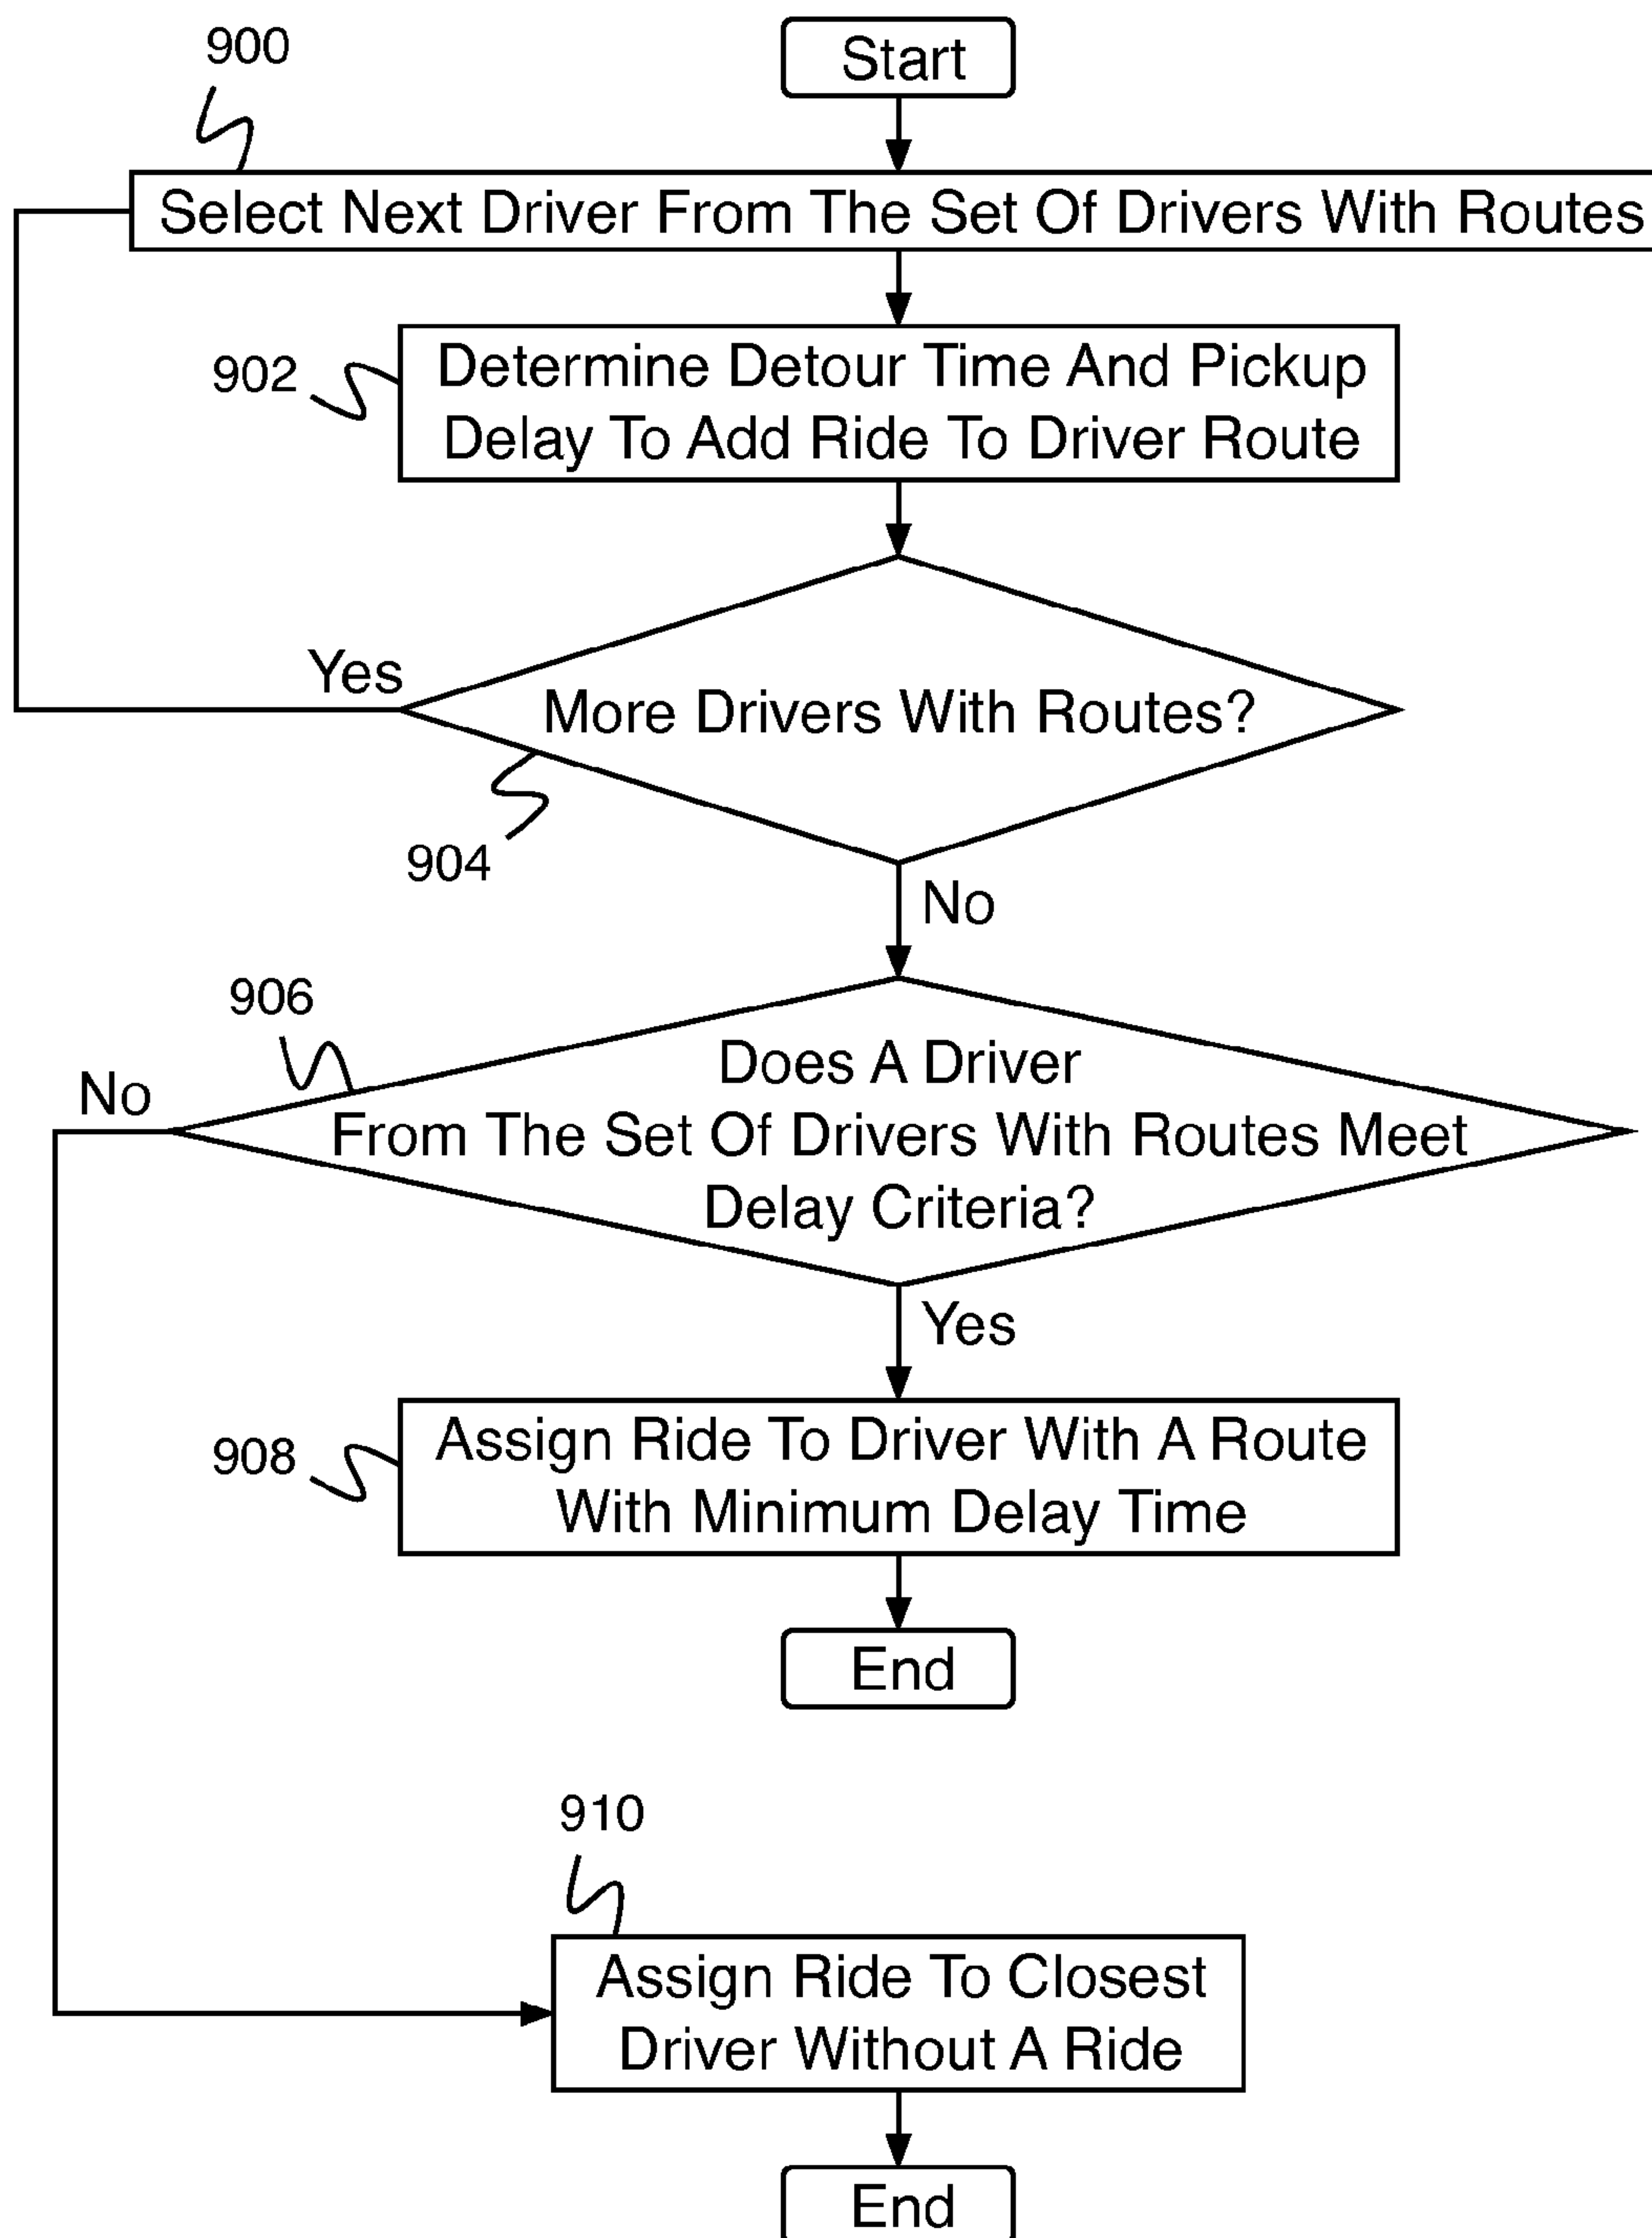 900
Start
Select Next Driver From The Set Of Drivers With Routes
902
Determine Detour Time And Pickup
Delay To Add Ride To Driver Route
Yes
More Drivers With Routes?
904
No
906
No
Does A Driver
From The Set Of Drivers With Routes Meet
Delay Criteria?
Yes
908
Assign Ride To Driver With A Route
With Minimum Delay Time
End
910
Assign Ride To Closest
Driver Without A Ride
End